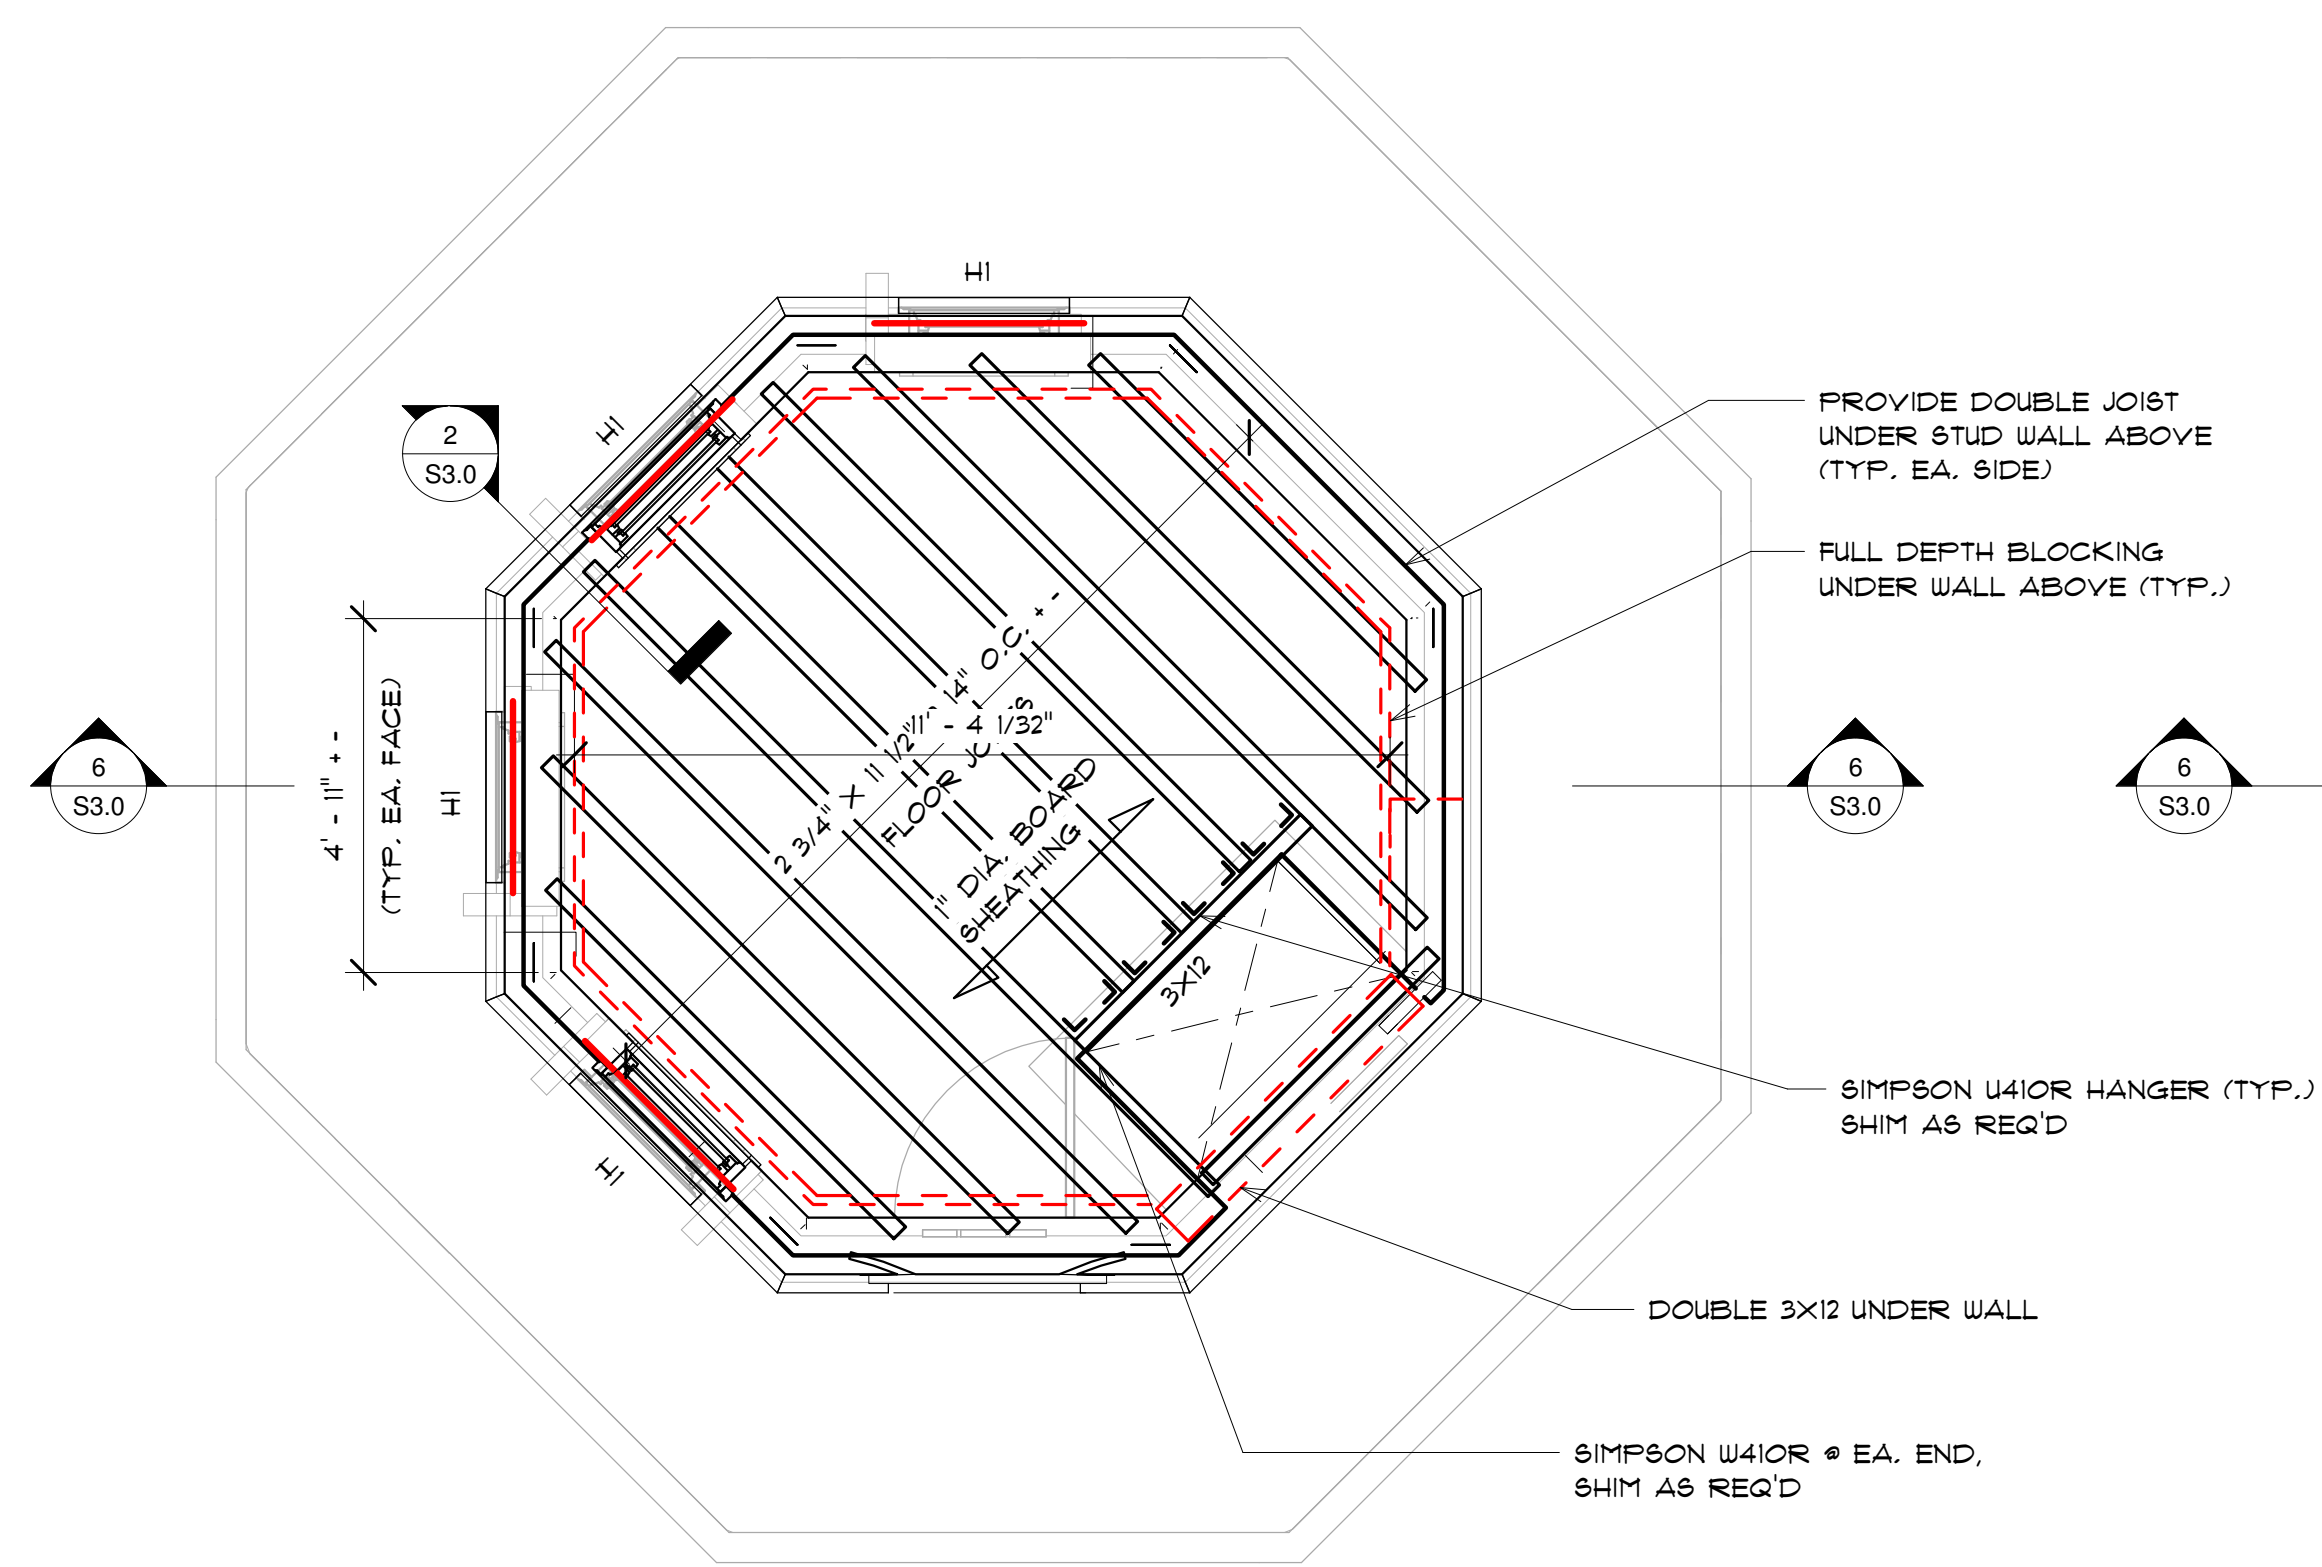 H1
PROVIDE DOUBLE JOIST
UNDER STUD WALL ABOVE
(TYP. EA. SIDE)
H1
2
S3.0
FULL DEPTH BLOCKING
UNDER WALL ABOVE (TYP.)
2 3/4" X 11 1/2" @ 14" O.C. + -
FLOOR JOISTS
11' - 4 1/32"
4' - 11" + -
(TYP. EA. FACE)
H1
6
S3.0
6
S3.0
6
S3.0
1" DIA. BOARD
SHEATHING
3X12
SIMPSON U410R HANGER (TYP.)
SHIM AS REQ'D
H1
DOUBLE 3X12 UNDER WALL
SIMPSON W410R @ EA. END,
SHIM AS REQ'D